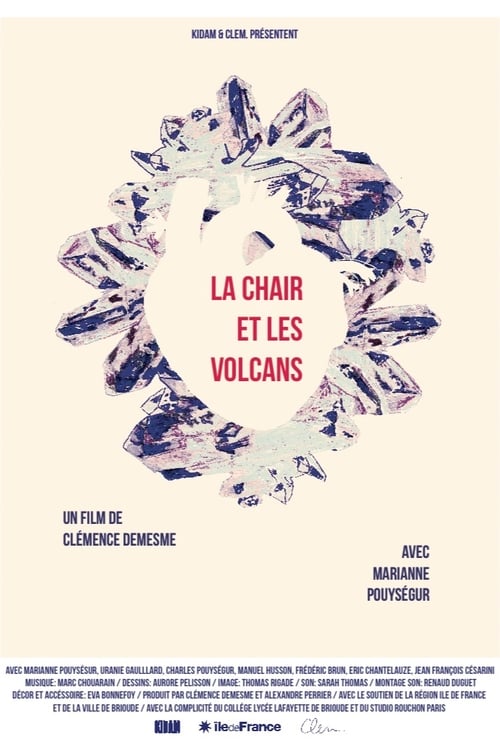 KIDAM & CLEM. PRÉSENTENT
LA CHAIR
ET LES
VOLCANS
UN FILM DE
CLÉMENCE DEMESME
AVEC
MARIANNE
POUYSÉGUR
AVEC MARIANNE POUYSÉSUR, URANIE GAULLLARD, CHARLES POUYSÉGUR, MANUEL HUSSON, FRÉDÉRIC BRUN, ERIC CHANTELAUZE, JEAN FRANÇOIS CÉSARINI
MUSIQUE: MARC CHOUARAIN / DESSINS: AURORE PELISSON / IMAGE: THOMAS RIGADE / SON: SARAH THOMAS / MONTAGE SON: RENAUD DUGUET
DÉCOR ET ACCÉSSOIRE: EVA BONNEFOY / PRODUIT PAR CLÉMENCE DEMESME ET ALEXANDRE PERRIER / AVEC LE SOUTIEN DE LA RÉGION ILE DE FRANCE
ET DE LA VILLE DE BRIOUDE / AVEC LA COMPLICITÉ DU COLLÉGE LYCÉE LAFAYETTE DE BRIOUDE ET DU STUDIO ROUCHON PARIS
KIDAM îledeFrance Clem.